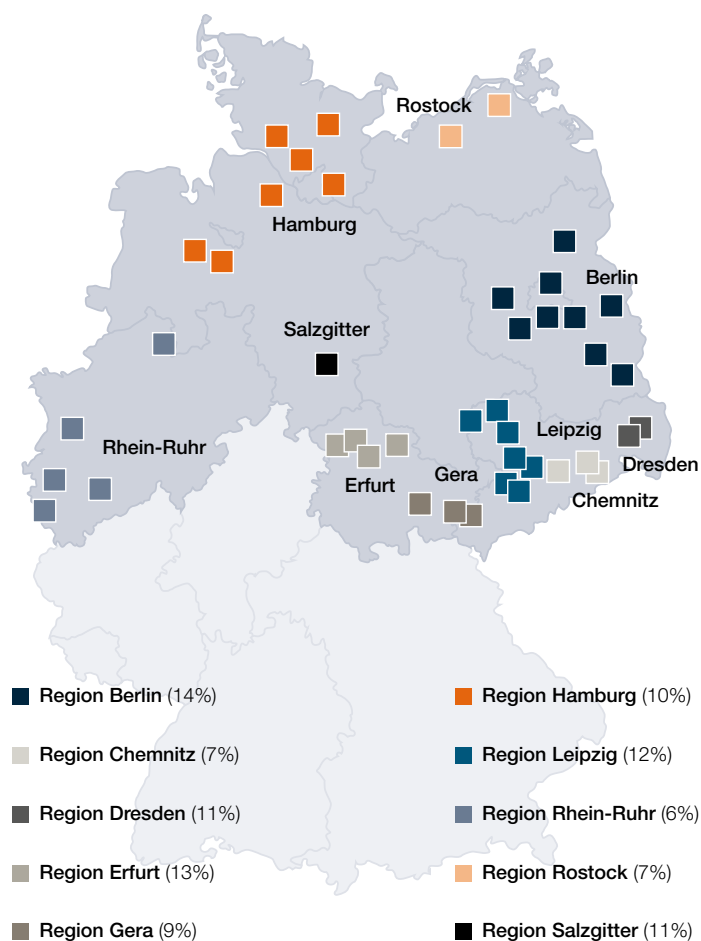 Rostock
Hamburg
Berlin
Salzgitter
Rhein-Ruhr
Leipzig
Dresden
Gera
Erfurt
Chemnitz
Region Berlin (14%)
Region Chemnitz (7%)
Region Dresden (11%)
Region Erfurt (13%)
Region Gera (9%)
Region Hamburg (10%)
Region Leipzig (12%)
Region Rhein-Ruhr (6%)
Region Rostock (7%)
Region Salzgitter (11%)